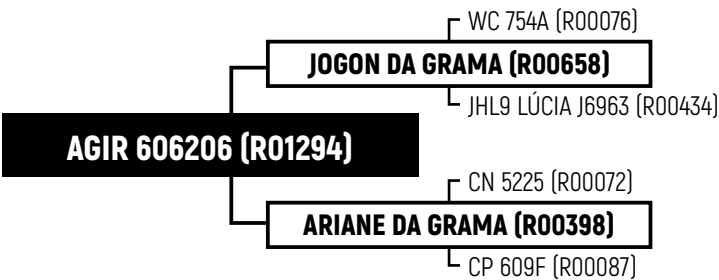 WC 754A (R00076)
JOGON DA GRAMA (R00658)
JHL9 LÚCIA J6963 (R00434)
AGIR 606206 (R01294)
CN 5225 (R00072)
ARIANE DA GRAMA (R00398)
CP 609F (R00087)